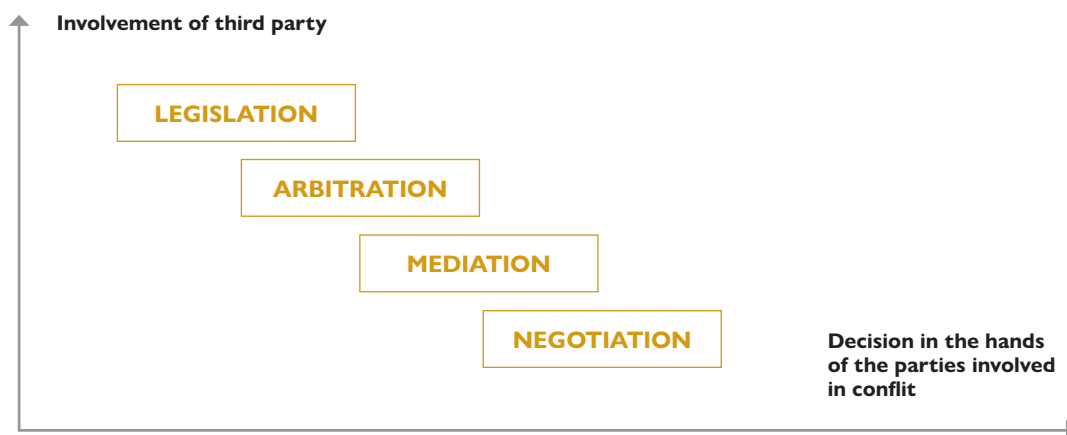 Involvement of third party
LEGISLATION
ARBITRATION
MEDIATION
NEGOTIATION
Decision in the hands
of the parties involved
in conflit